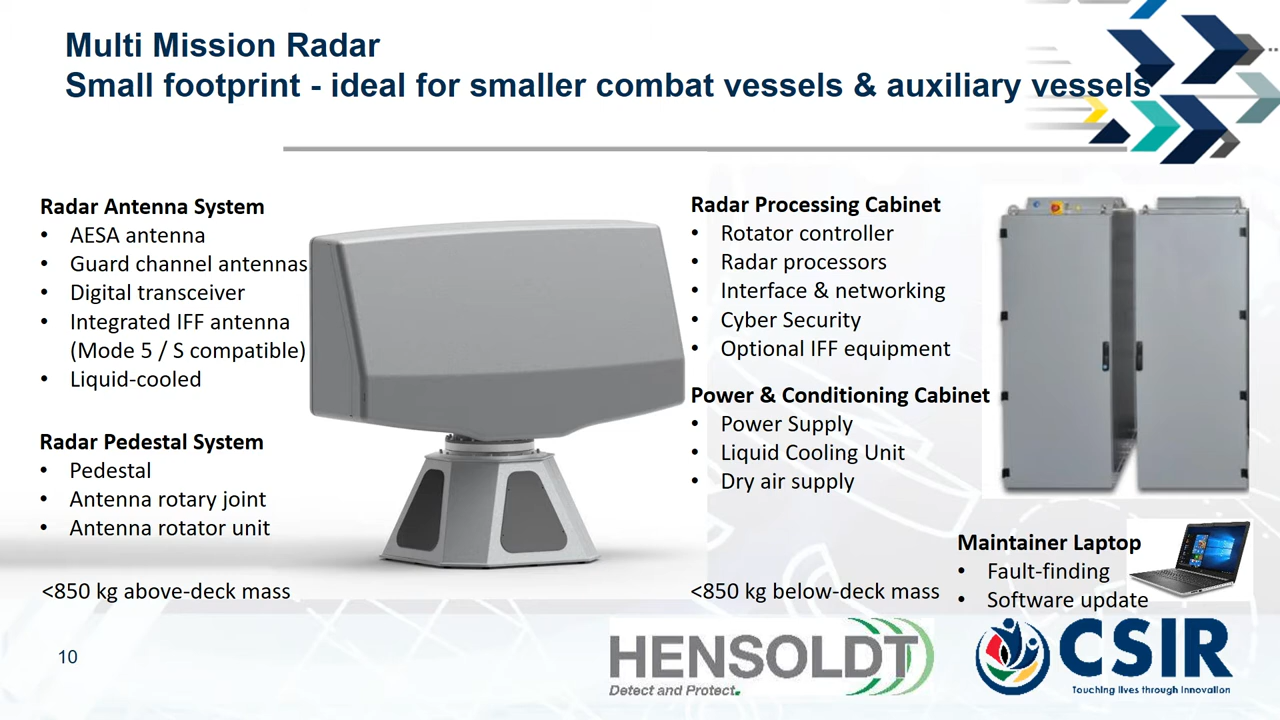 Multi Mission Radar
Small footprint - ideal for smaller combat vessels & auxiliary vessels
Radar Antenna System
• AESA antenna
• Guard channel antennas
• Digital transceiver
• Integrated IFF antenna
(Mode 5 / S compatible)
• Liquid-cooled
Radar Pedestal System
• Pedestal
• Antenna rotary joint
• Antenna rotator unit
<850 kg above-deck mass
Radar Processing Cabinet
• Rotator controller
• Radar processors
• Interface & networking
• Cyber Security
• Optional IFF equipment
Power & Conditioning Cabinet
• Power Supply
• Liquid Cooling Unit
• Dry air supply
<850 kg below-deck mass
Maintainer Laptop
• Fault-finding
• Software update
10
HENSOLDT
Detect and Protect.
CSIR
Touching lives through innovation